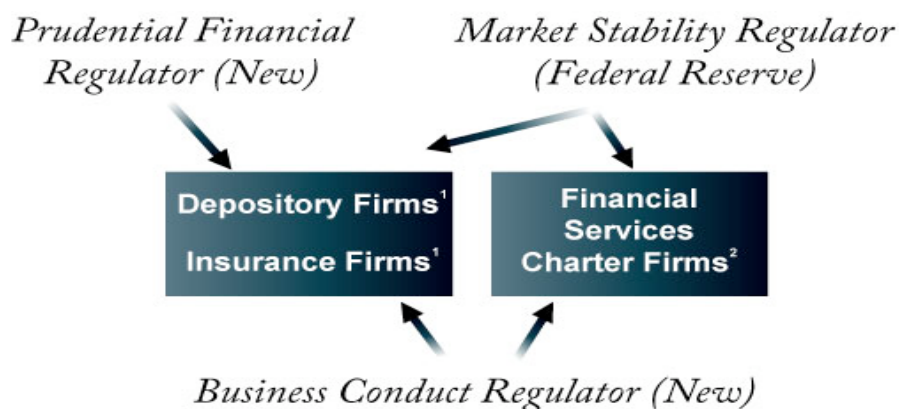 Prudential Financial
Regulator (New)
Market Stability Regulator
(Federal Reserve)
Depository Firms¹
Insurance Firms¹
Financial
Services
Charter Firms²
Business Conduct Regulator (New)